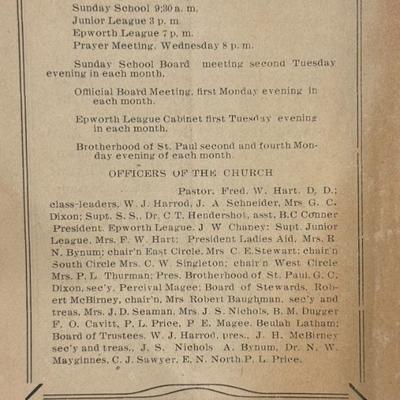 Sunday School 9;30 a. m.
Junior League 3 p. m.
Epworth League 7 p. m.
Prayer Meeting, Wednesday 8 p. m.
Sunday School Board meeting second Tuesday
evening in each month.
Official Board Meeting, first Monday evening in
each month.
Epworth League Cabinet first Tuesday evening
in each month.
Brotherhood of St. Paul second and fourth Mon-
day evening of each month.
OFFICERS OF THE CHURCH
Pastor, Fred. W. Hart. D, D.;
class-leaders, W. J. Harrod, J. A Schneider, Mrs G. C.
Dixon; Supt. S. S., Dr, C.T. Hendershot, asst, B.C Conner
President. Epworth League. J W Chaney; Supt. Junior
League, Mrs. F. W. Hart; President Ladies Aid, Mrs. R.
N. Bynum; chair'n East Circle, Mrs C. E. Stewart; chair'n
South Circle Mrs. C. W. Singleton; chair'n West Circle
Mrs. P. L. Thurman; Pres. Brotherhood of St. Paul, G. C,
Dixon, sec'y, Percival Magee; Board of Stewards, Rob-
ert McBirney, chair'n, Mrs Robert Baughman, sec'y and
treas, Mrs. J. D. Seaman, Mrs. J. S. Nichols, B. M. Dugger
F. O. Cavitt, P. L. Price, P E. Magee, Beulah Latham;
Board of Trustees, W. J. Harrod, pres., J. H. McBirney
sec'y and treas., J. S. Nichols A. Bynum, Dr. N. W.
Mayginnes, C. J. Sawyer, E, N. North, P, L. Price.